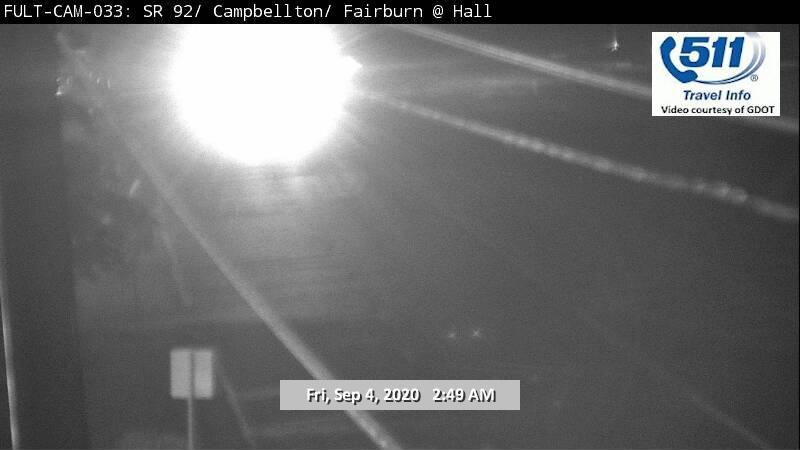 FULT-CAM-033: SR 92/ Campbellton/ Fairburn @ Hall
511
®
Travel Info
Video courtesy of GDOT
Fri, Sep 4, 2020 2:49 AM